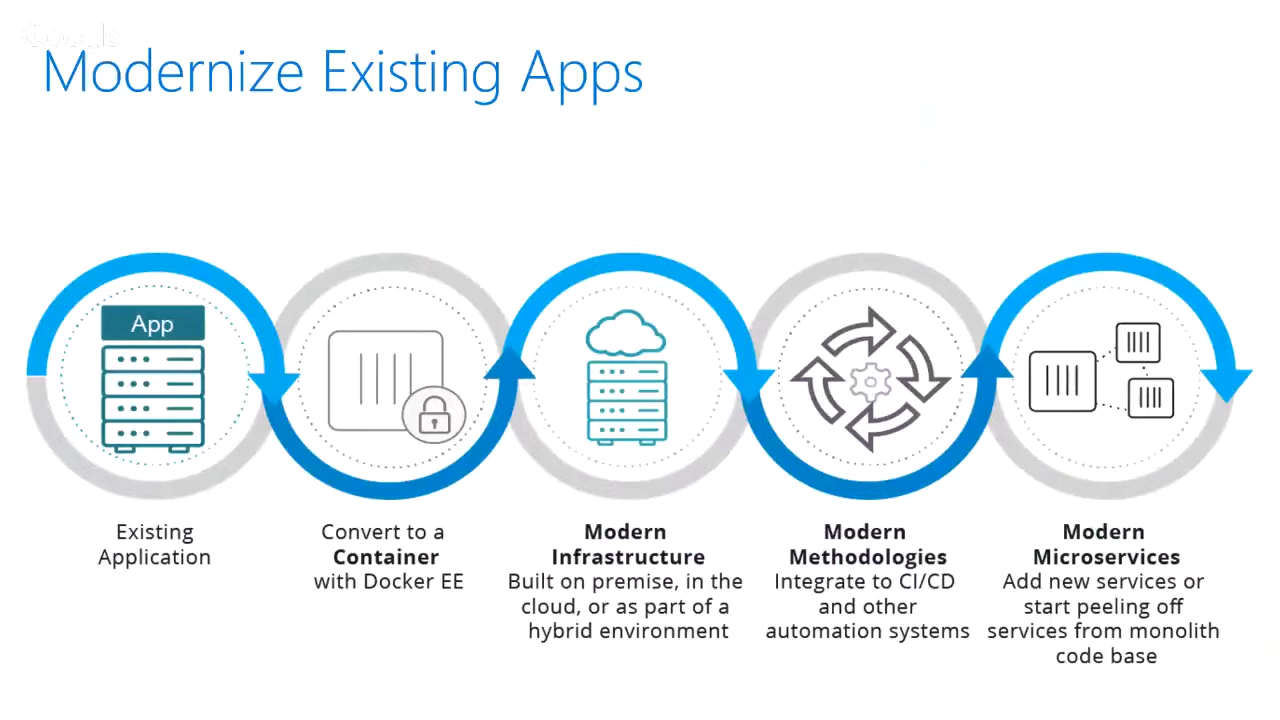 Modernize Existing Apps
App
Existing
Application
Convert to a
Container
with Docker EE
Modern
Infrastructure
Built on premise, in the
cloud, or as part of a
hybrid environment
Modern
Methodologies
Integrate to CI/CD
and other
automation systems
Modern
Microservices
Add new services or
start peeling off
services from monolith
code base